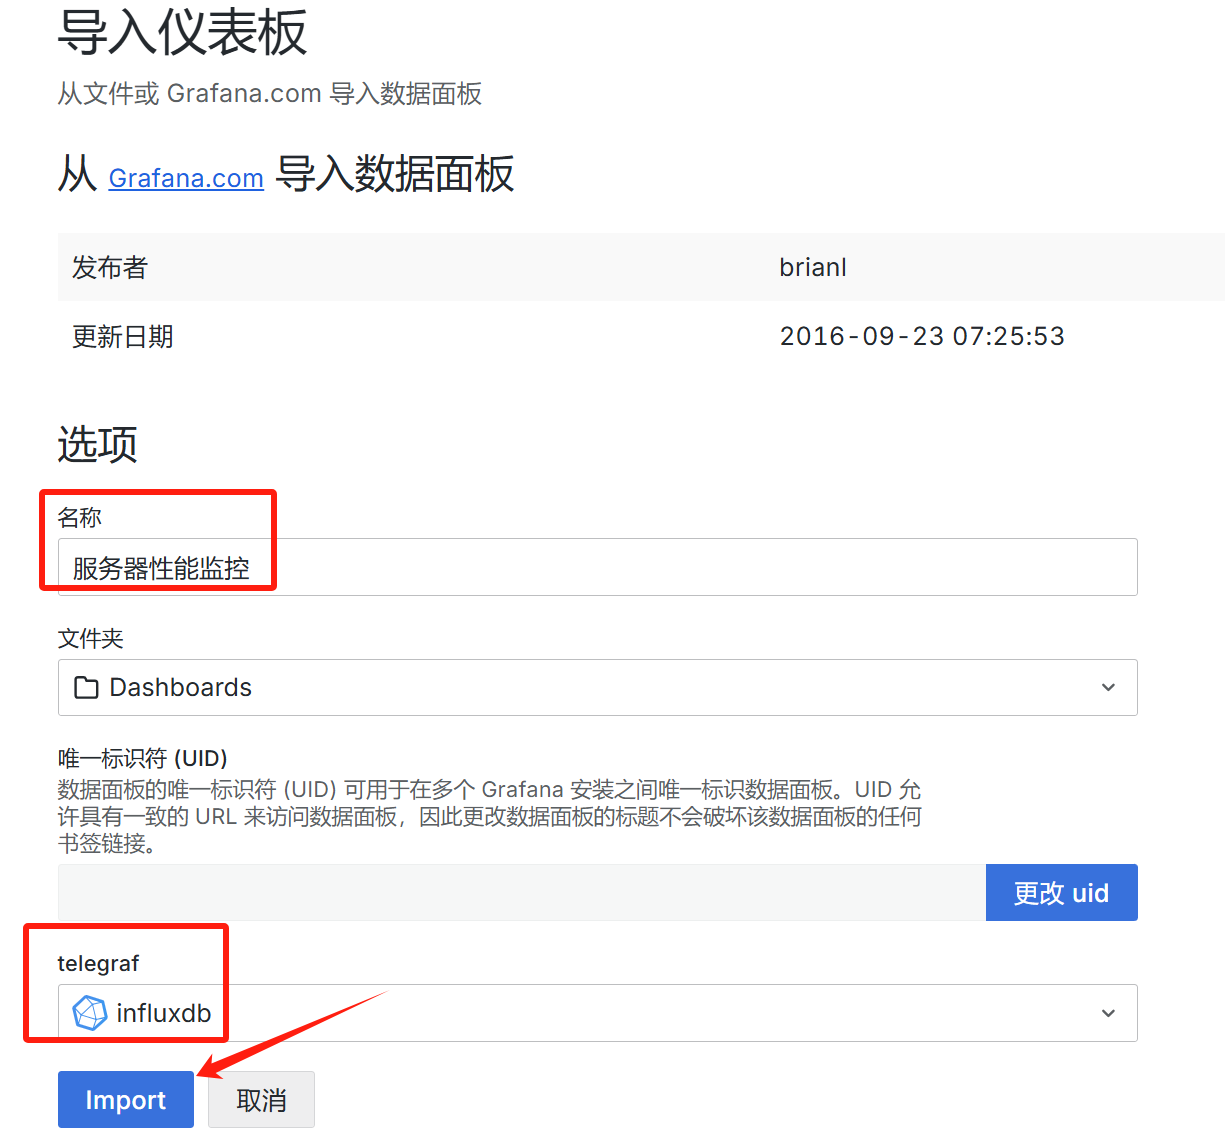 导入仪表板
从文件或 Grafana.com 导入数据面板
从 Grafana.com 导入数据面板
发布者 brianl
更新日期 2016-09-23 07:25:53
选项
名称
服务器性能监控
文件夹
Dashboards
唯一标识符 (UID)
数据面板的唯一标识符 (UID) 可用于在多个 Grafana 安装之间唯一标识数据面板。UID 允
许具有一致的 URL 来访问数据面板，因此更改数据面板的标题不会破坏该数据面板的任何
书签链接。
更改 uid
telegraf
influxdb
Import 取消